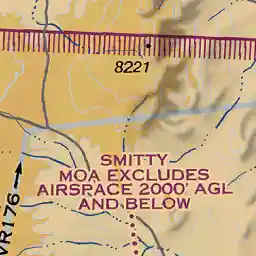 8221
SMITTY
MOA EXCLUDES
AIRSPACE 2000' AGL
AND BELOW
VR176